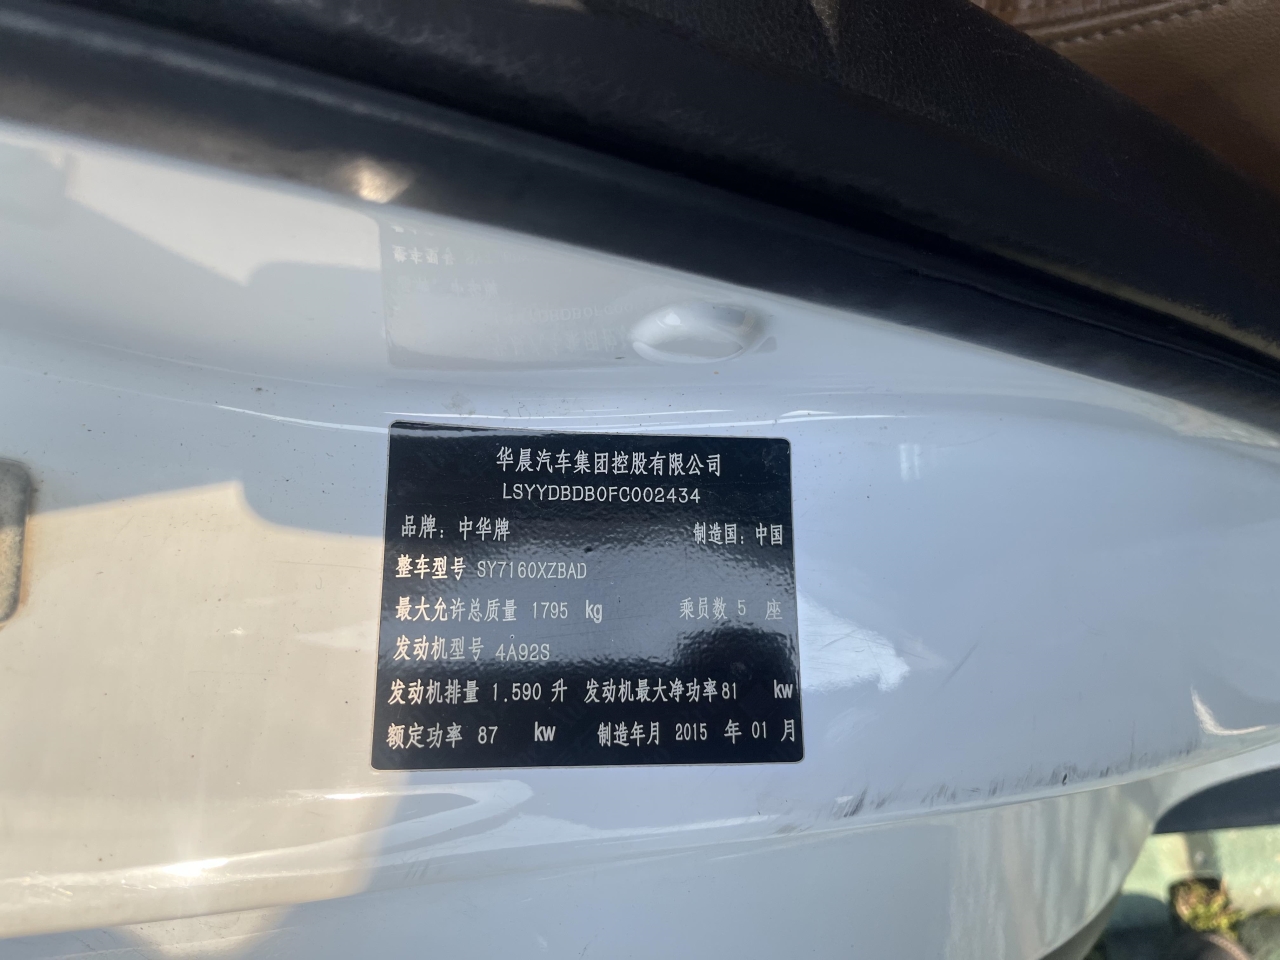 华晨汽车集团控股有限公司
LSYYDBDB0FC002434
品牌：中华牌 制造国：中国
整车型号 SY7160XZBAD
最大允许总质量 1795 kg 乘员数 5 座
发动机型号 4A92S
发动机排量 1.590 升 发动机最大净功率81 kw
额定功率 87 kw 制造年月 2015 年 01 月